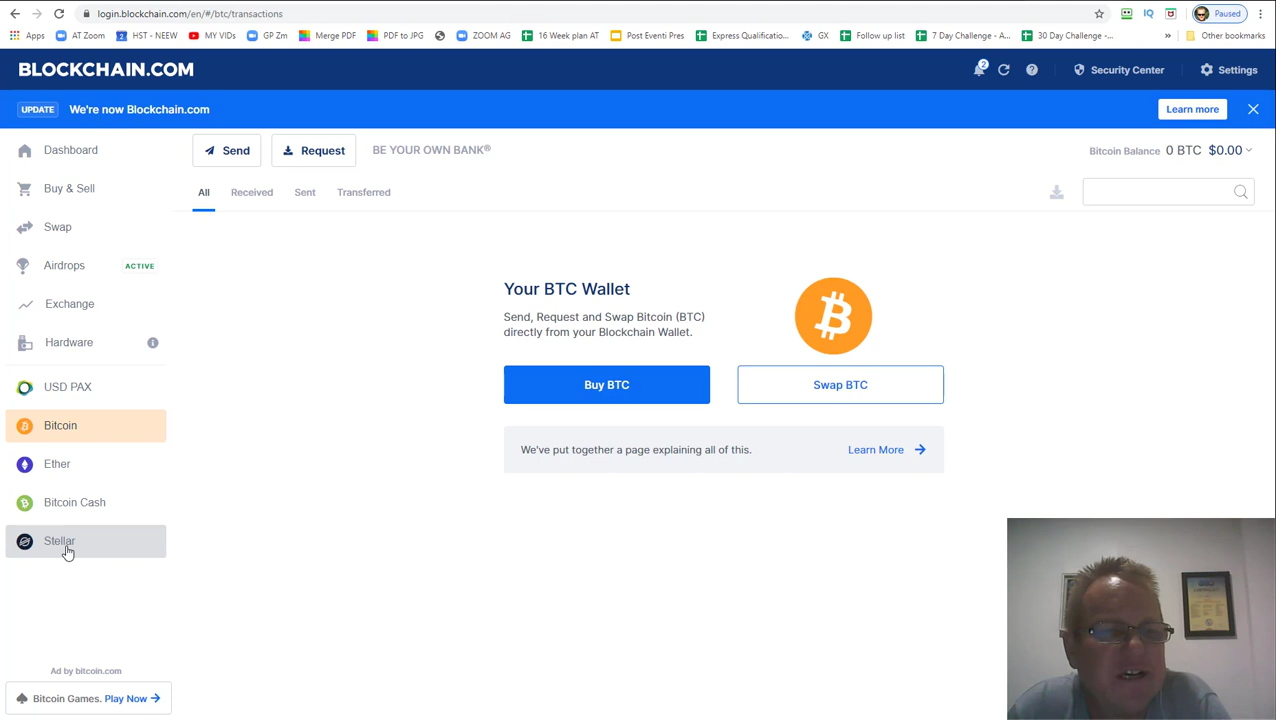 login.blockchain.com/en/#/btc/transactions
Paused
Apps AT Zoom HST - NEEW MY VIDs GP Zm Merge PDF PDF to JPG ZOOM AG 16 Week plan AT Post Eventi Pres Express Qualificatio... GX Follow up list 7 Day Challenge - A... 30 Day Challenge -... » Other bookmarks
BLOCKCHAIN.COM
2
Security Center
Settings
UPDATE We're now Blockchain.com
Learn more
Dashboard
Buy & Sell
Swap
Airdrops ACTIVE
Exchange
Hardware
USD PAX
Bitcoin
Ether
Bitcoin Cash
Stellar
Ad by bitcoin.com
Bitcoin Games. Play Now →
Send
Request
BE YOUR OWN BANK®
Bitcoin Balance 0 BTC $0.00
All Received Sent Transferred
Your BTC Wallet
Send, Request and Swap Bitcoin (BTC)
directly from your Blockchain Wallet.
Buy BTC
Swap BTC
We've put together a page explaining all of this.
Learn More →